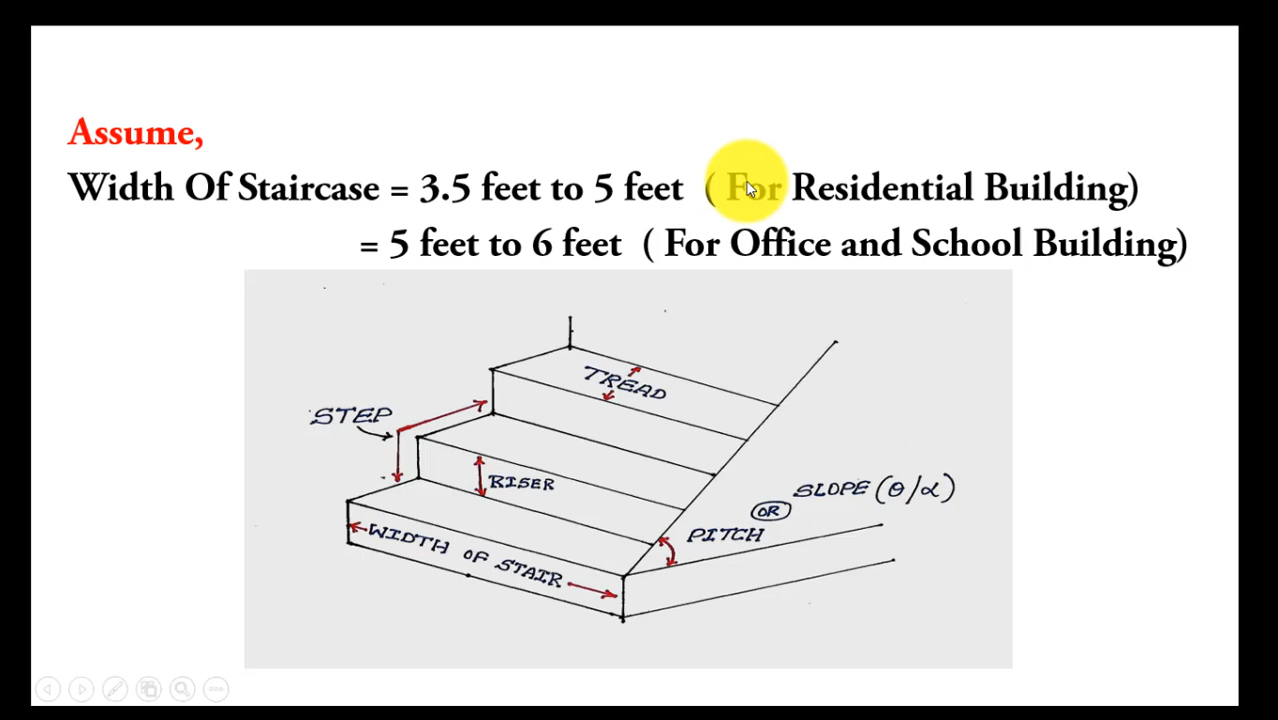 Assume,
Width Of Staircase = 3.5 feet to 5 feet ( For Residential Building)
= 5 feet to 6 feet ( For Office and School Building)
TREAD
STEP
RISER
SLOPE (θ/α)
OR
PITCH
WIDTH OF STAIR